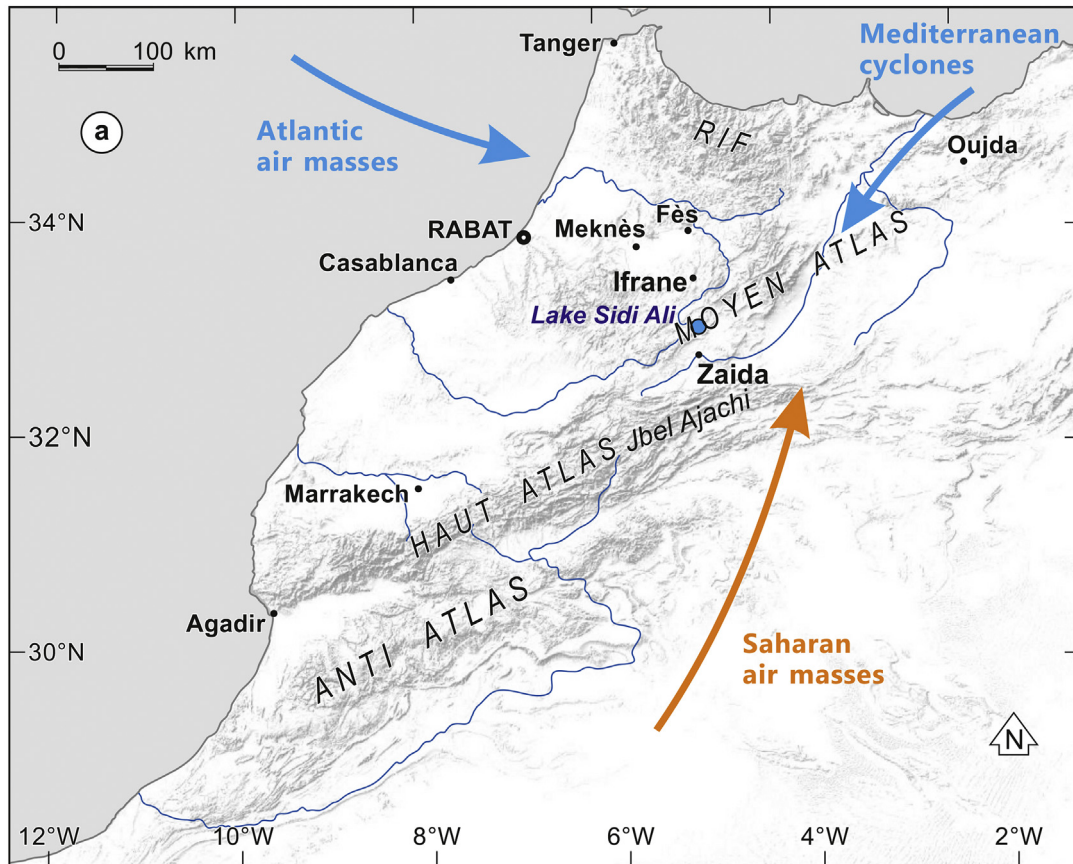 0 100 km
Tanger
Mediterranean
cyclones
a
Atlantic
air masses
RIF
Oujda
34°N
RABAT
Meknès
Fès
Casablanca
Ifrane
MOYEN ATLAS
Lake Sidi Ali
Zaida
32°N
Jbel Ajachi
Marrakech
HAUT ATLAS
Agadir
ANTI ATLAS
30°N
Saharan
air masses
N
12°W 10°W 8°W 6°W 4°W 2°W